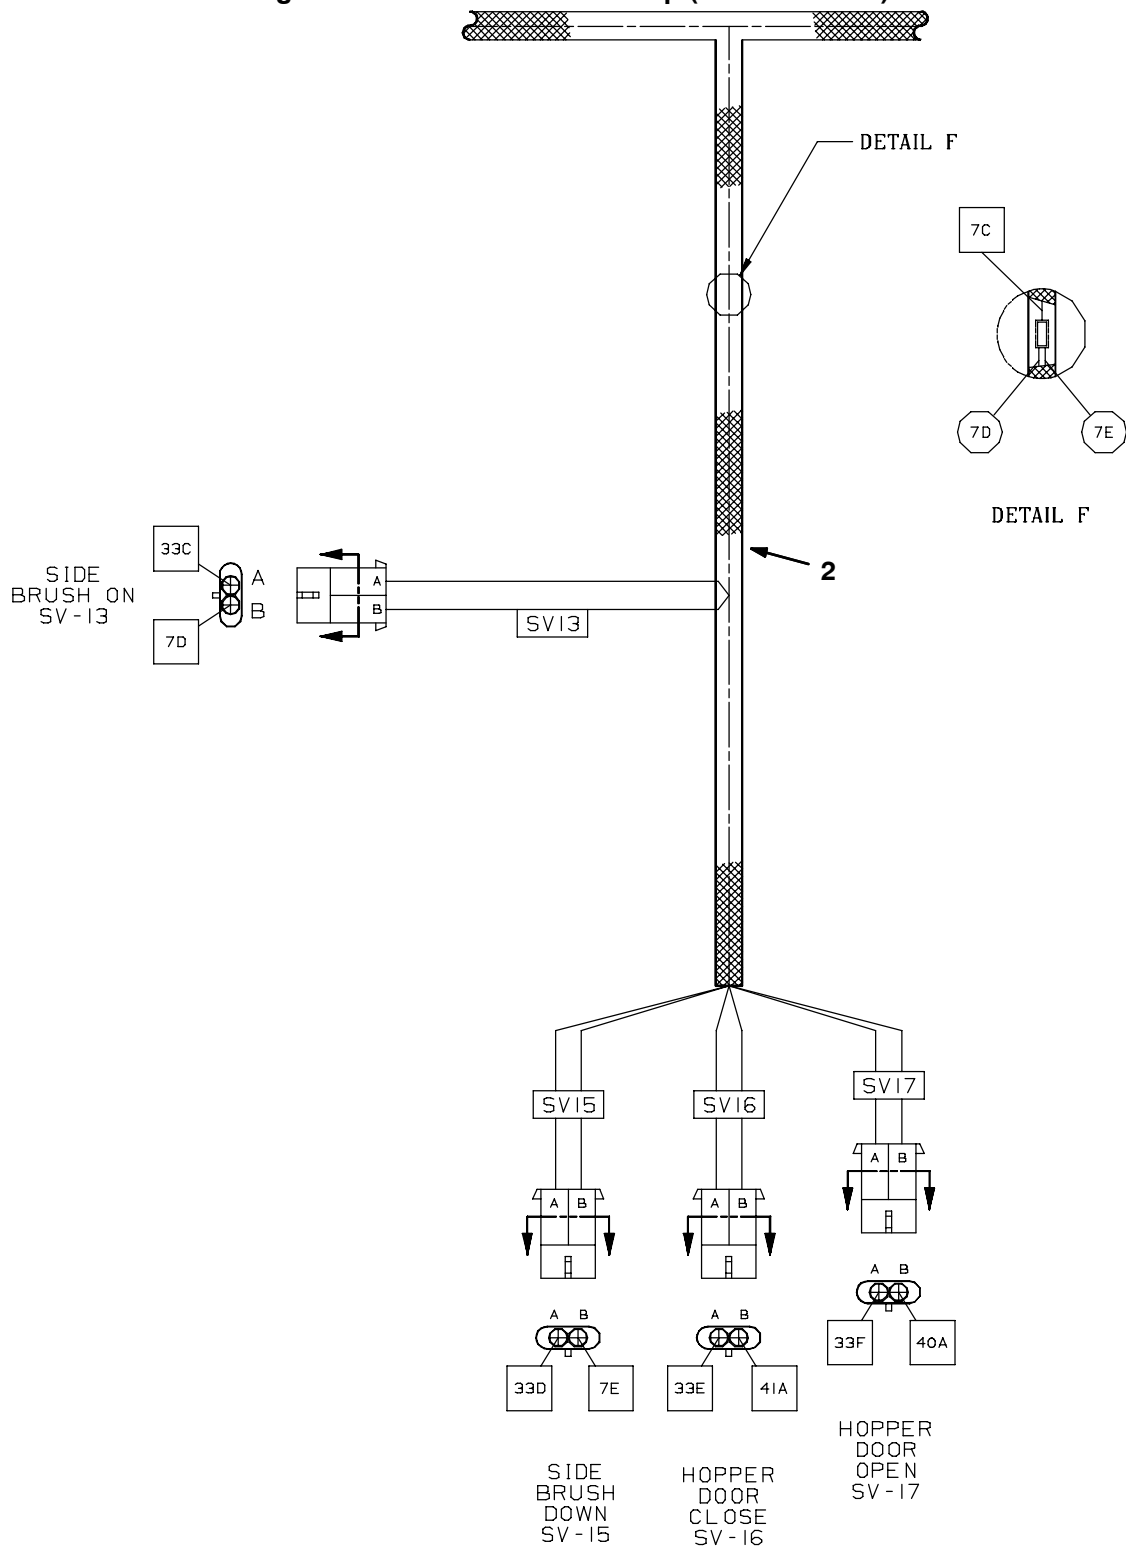 DETAIL F
7C
7D
7E
DETAIL F
2
33C
SIDE
BRUSH ON
SV-13
A
B
7D
A
B
SV13
SV15
SV16
SV17
A B
A B
A B
A B
A B
A B
33D
7E
33E
41A
33F
40A
SIDE
BRUSH
DOWN
SV-15
HOPPER
DOOR
CLOSE
SV-16
HOPPER
DOOR
OPEN
SV-17